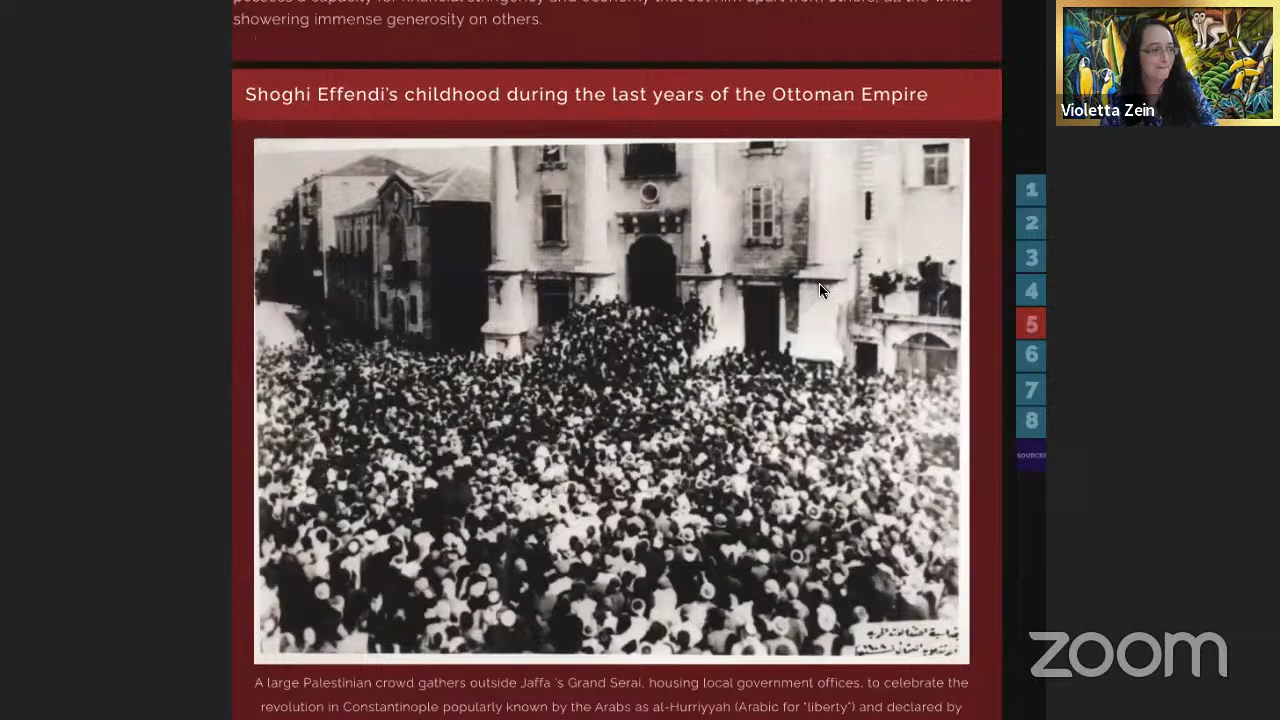 showering immense generosity on others.
Shoghi Effendi's childhood during the last years of the Ottoman Empire
Violetta Zein
1
2
3
4
5
6
7
8
SOURCES
A large Palestinian crowd gathers outside Jaffa 's Grand Serai, housing local government offices, to celebrate the
revolution in Constantinople popularly known by the Arabs as al-Hurriyyah (Arabic for "liberty") and declared by
zoom